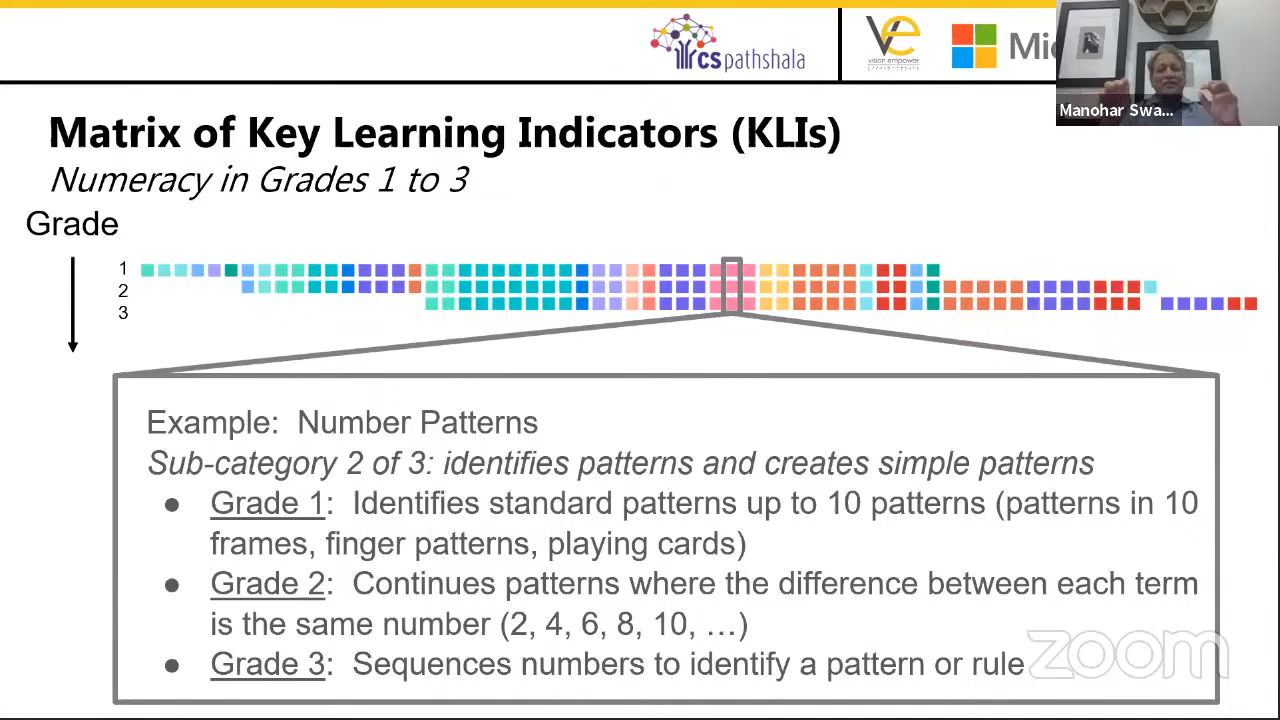 cspathshala
vision empower
Mic
Manohar Swa...
Matrix of Key Learning Indicators (KLIs)
Numeracy in Grades 1 to 3
Grade
1
2
3
Example: Number Patterns
Sub-category 2 of 3: identifies patterns and creates simple patterns
● Grade 1: Identifies standard patterns up to 10 patterns (patterns in 10
frames, finger patterns, playing cards)
● Grade 2: Continues patterns where the difference between each term
is the same number (2, 4, 6, 8, 10, …)
● Grade 3: Sequences numbers to identify a pattern or rule
zoom